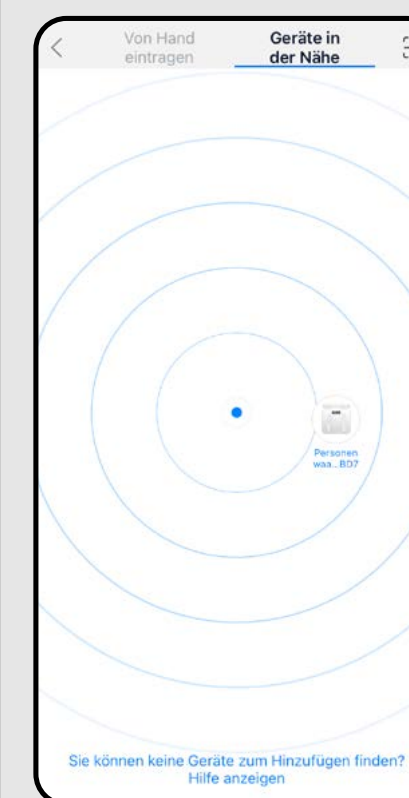 Von Hand
eintragen
Geräte in
der Nähe
Personen
waa...BD7
Sie können keine Geräte zum Hinzufügen finden?
Hilfe anzeigen